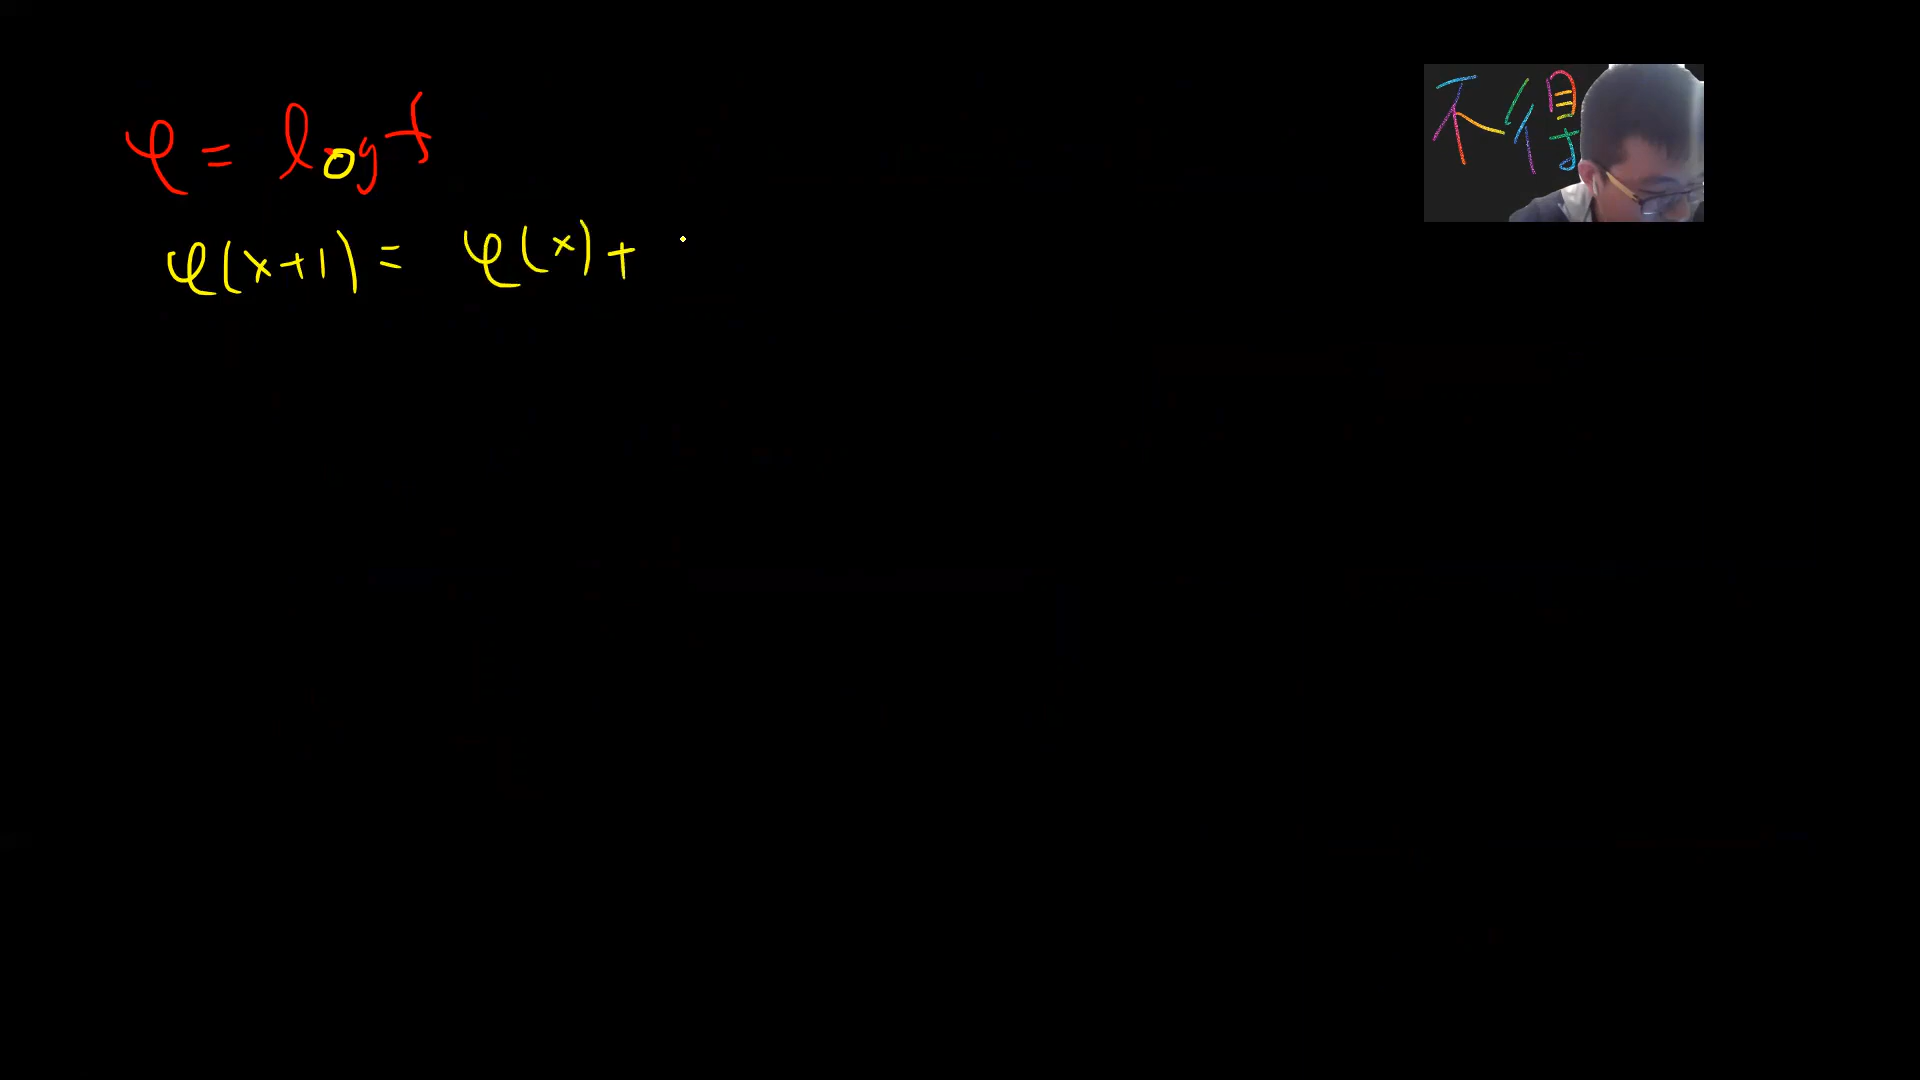 φ = log f
φ(x+1) = φ(x) +
不得